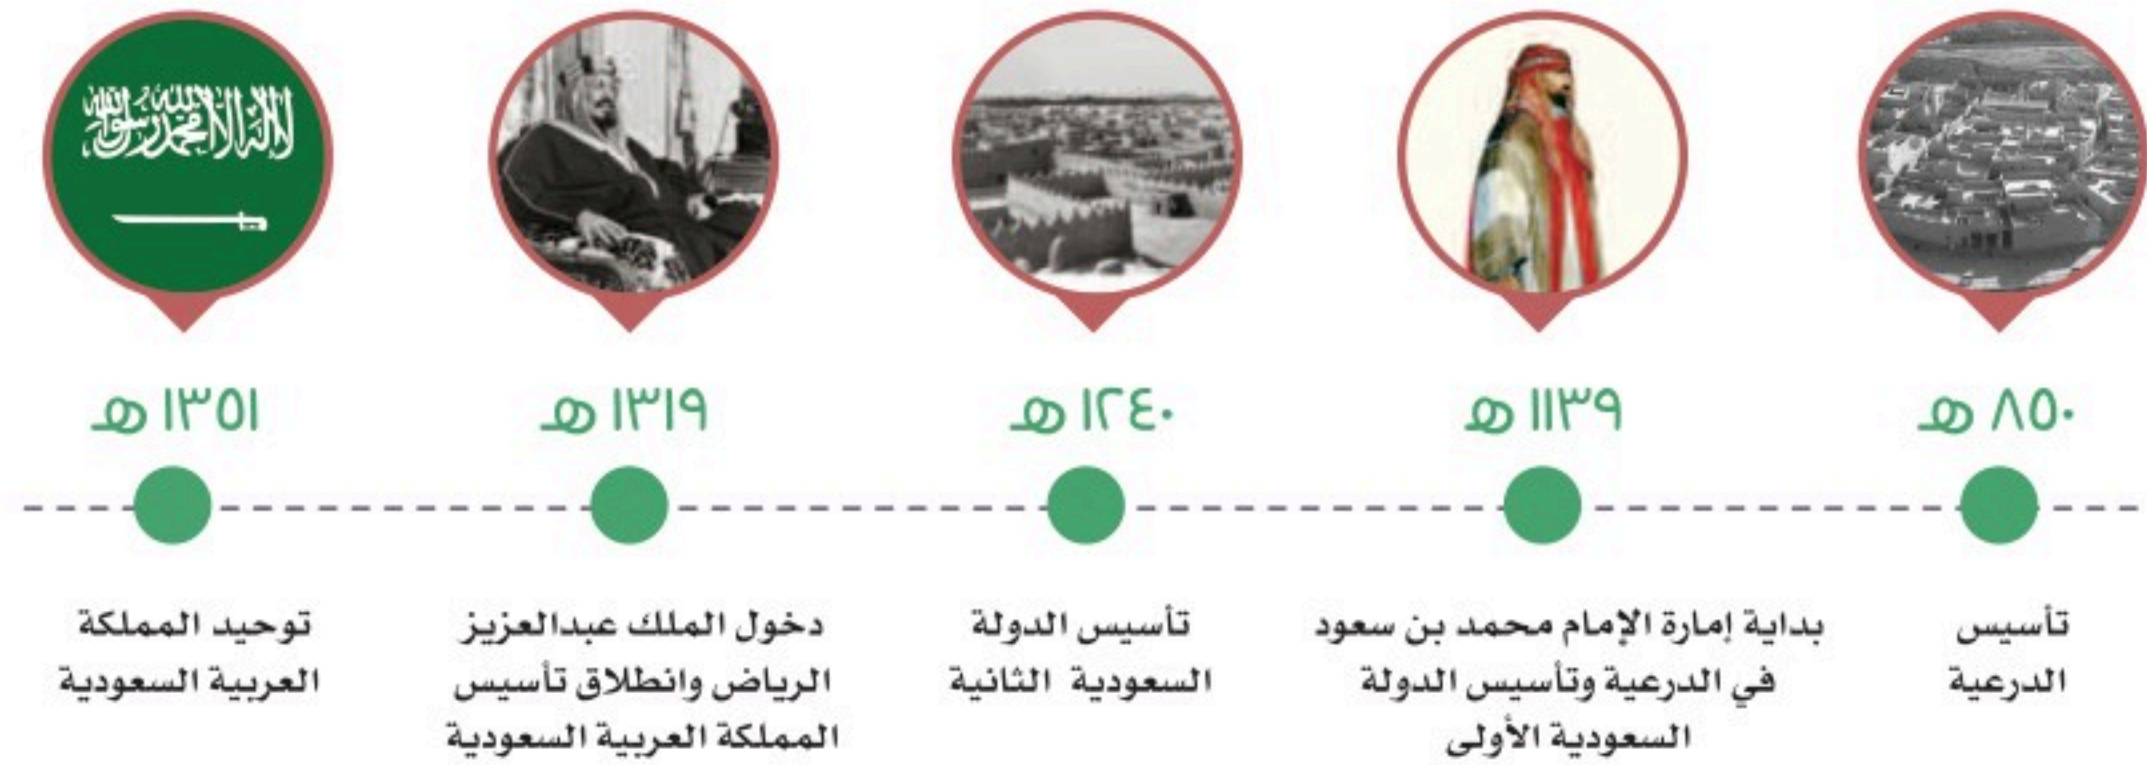 لا إله إلا الله محمد رسول الله
٨٥٠ هـ
تأسيس
الدرعية
١١٣٩ هـ
بداية إمارة الإمام محمد بن سعود
في الدرعية وتأسيس الدولة
السعودية الأولى
١٢٤٠ هـ
تأسيس الدولة
السعودية الثانية
١٣١٩ هـ
دخول الملك عبدالعزيز
الرياض وانطلاق تأسيس
المملكة العربية السعودية
١٣٥١ هـ
توحيد المملكة
العربية السعودية